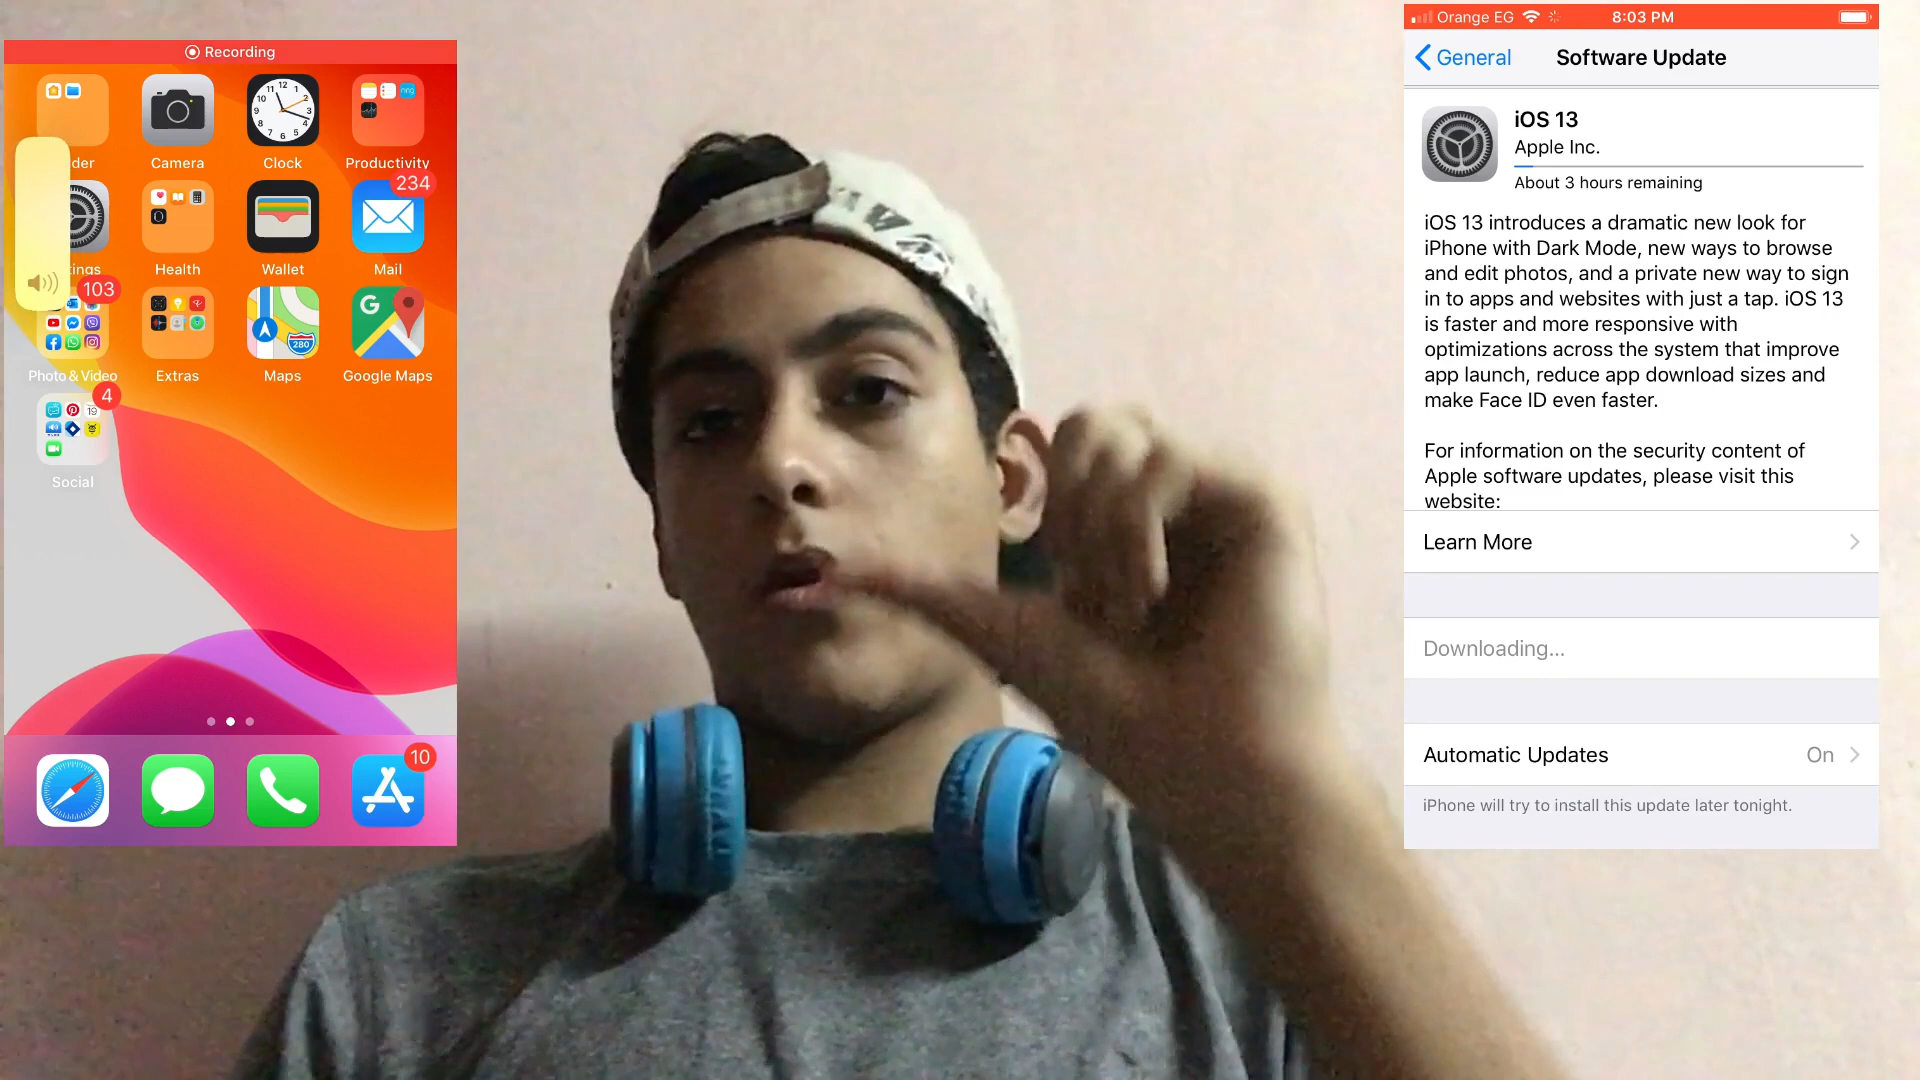 Recording
der
Camera
Clock
Productivity
ings
Health
Wallet
234
Mail
103
Photo & Video
Extras
280
Maps
G
Google Maps
4
19
Social
10
Orange EG
8:03 PM
General
Software Update
iOS 13
Apple Inc.
About 3 hours remaining
iOS 13 introduces a dramatic new look for
iPhone with Dark Mode, new ways to browse
and edit photos, and a private new way to sign
in to apps and websites with just a tap. iOS 13
is faster and more responsive with
optimizations across the system that improve
app launch, reduce app download sizes and
make Face ID even faster.
For information on the security content of
Apple software updates, please visit this
website:
Learn More
Downloading...
Automatic Updates
On
iPhone will try to install this update later tonight.